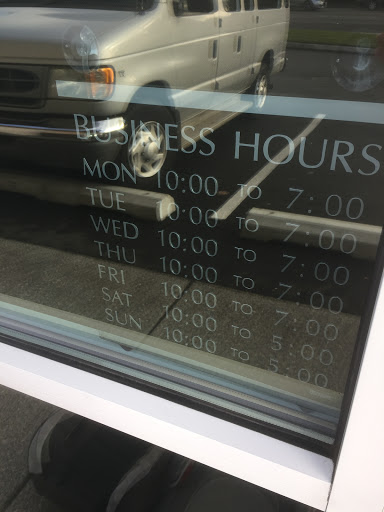 BUSINESS HOURS
MON 10:00 TO 7:00
TUE 10:00 TO 7:00
WED 10:00 TO 7:00
THU 10:00 TO 7:00
FRI 10:00 TO 7:00
SAT 10:00 TO 5:00
SUN 10:00 TO 5:00